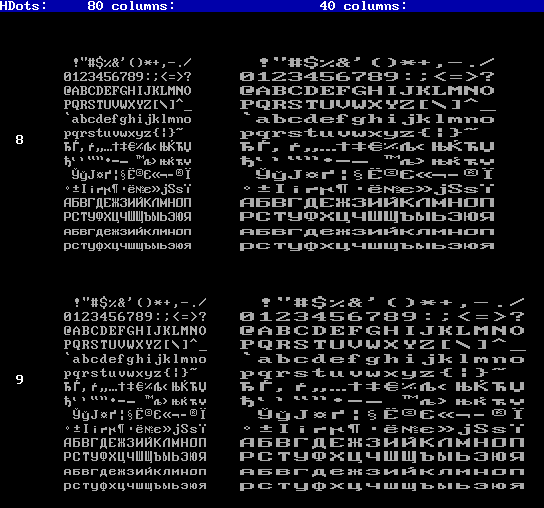 HDots: 80 columns: 40 columns:
8
!"#$%&'()*+,-./ !"#$%&'()*+,-./
0123456789:;<=>? 0123456789:;<=>?
@ABCDEFGHIJKLMNO @ABCDEFGHIJKLMNO
PQRSTUVWXYZ[\]^_ PQRSTUVWXYZ[\]^_
`abcdefghijklmno `abcdefghijklmno
pqrstuvwxyz{|}~ pqrstuvwxyz{|}~
ЂЃ‚ѓ„…†‡€‰Љ‹ЊЌЋЏ ЂЃ‚ѓ„…†‡€‰Љ‹ЊЌЋЏ
ђ‘’“”•–— ™љ›њќћџ ђ‘’“”•–— ™љ›њќћџ
ЎўЈ¤Ґ¦§Ё©Є«¬-®Ї ЎўЈ¤Ґ¦§Ё©Є«¬-®Ї
°±Ііґµ¶·ё№є»јЅѕї °±Ііґµ¶·ё№є»јЅѕї
АБВГДЕЖЗИЙКЛМНОП АБВГДЕЖЗИЙКЛМНОП
РСТУФХЦЧШЩЪЫЬЭЮЯ РСТУФХЦЧШЩЪЫЬЭЮЯ
абвгдежзийклмноп абвгдежзийклмноп
рстуфхцчшщъыьэюя рстуфхцчшщъыьэюя
9
!"#$%&'()*+,-./ !"#$%&'()*+,-./
0123456789:;<=>? 0123456789:;<=>?
@ABCDEFGHIJKLMNO @ABCDEFGHIJKLMNO
PQRSTUVWXYZ[\]^_ PQRSTUVWXYZ[\]^_
`abcdefghijklmno `abcdefghijklmno
pqrstuvwxyz{|}~ pqrstuvwxyz{|}~
ЂЃ‚ѓ„…†‡€‰Љ‹ЊЌЋЏ ЂЃ‚ѓ„…†‡€‰Љ‹ЊЌЋЏ
ђ‘’“”•–— ™љ›њќћџ ђ‘’“”•–— ™љ›њќћџ
ЎўЈ¤Ґ¦§Ё©Є«¬-®Ї ЎўЈ¤Ґ¦§Ё©Є«¬-®Ї
°±Ііґµ¶·ё№є»јЅѕї °±Ііґµ¶·ё№є»јЅѕї
АБВГДЕЖЗИЙКЛМНОП АБВГДЕЖЗИЙКЛМНОП
РСТУФХЦЧШЩЪЫЬЭЮЯ РСТУФХЦЧШЩЪЫЬЭЮЯ
абвгдежзийклмноп абвгдежзийклмноп
рстуфхцчшщъыьэюя рстуфхцчшщъыьэюя